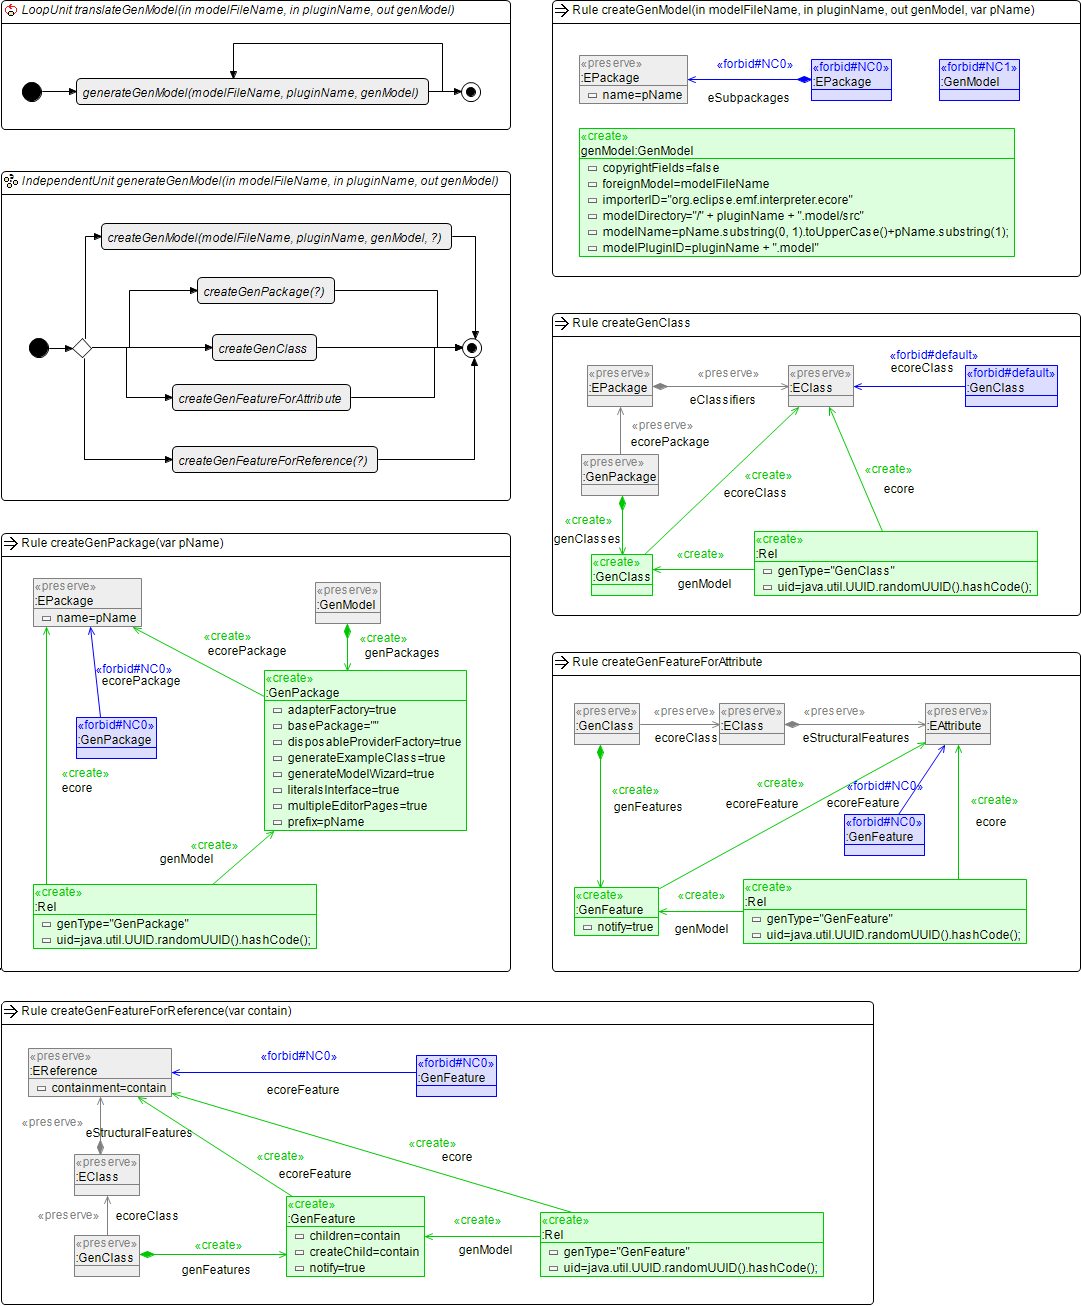 LoopUnit translateGenModel(in modelFileName, in pluginName, out genModel)
generateGenModel(modelFileName, pluginName, genModel)
IndependentUnit generateGenModel(in modelFileName, in pluginName, out genModel)
createGenModel(modelFileName, pluginName, genModel, ?)
createGenPackage(?)
createGenClass
createGenFeatureForAttribute
createGenFeatureForReference(?)
Rule createGenModel(in modelFileName, in pluginName, out genModel, var pName)
«preserve»
:EPackage
name=pName
«forbid#NC0»
eSubpackages
«forbid#NC0»
:EPackage
«forbid#NC1»
:GenModel
«create»
genModel:GenModel
copyrightFields=false
foreignModel=modelFileName
importerID="org.eclipse.emf.interpreter.ecore"
modelDirectory="/" + pluginName + ".model/src"
modelName=pName.substring(0, 1).toUpperCase()+pName.substring(1);
modelPluginID=pluginName + ".model"
Rule createGenClass
«preserve»
:EPackage
«preserve»
eClassifiers
«preserve»
:EClass
«forbid#default»
ecoreClass
«forbid#default»
:GenClass
«preserve»
ecorePackage
«preserve»
:GenPackage
«create»
ecoreClass
«create»
ecore
«create»
genClasses
«create»
:GenClass
«create»
genModel
«create»
:Rel
genType="GenClass"
uid=java.util.UUID.randomUUID().hashCode();
Rule createGenPackage(var pName)
«preserve»
:EPackage
name=pName
«preserve»
:GenModel
«create»
ecorePackage
«create»
genPackages
«forbid#NC0»
ecorePackage
«forbid#NC0»
:GenPackage
«create»
ecore
«create»
:GenPackage
adapterFactory=true
basePackage=""
disposableProviderFactory=true
generateExampleClass=true
generateModelWizard=true
literalsInterface=true
multipleEditorPages=true
prefix=pName
«create»
genModel
«create»
:Rel
genType="GenPackage"
uid=java.util.UUID.randomUUID().hashCode();
Rule createGenFeatureForAttribute
«preserve»
:GenClass
«preserve»
ecoreClass
«preserve»
:EClass
«preserve»
eStructuralFeatures
«preserve»
:EAttribute
«create»
genFeatures
«create»
ecoreFeature
«forbid#NC0»
ecoreFeature
«forbid#NC0»
:GenFeature
«create»
ecore
«create»
:GenFeature
notify=true
«create»
genModel
«create»
:Rel
genType="GenFeature"
uid=java.util.UUID.randomUUID().hashCode();
Rule createGenFeatureForReference(var contain)
«preserve»
:EReference
containment=contain
«forbid#NC0»
ecoreFeature
«forbid#NC0»
:GenFeature
«preserve»
eStructuralFeatures
«preserve»
:EClass
«create»
ecoreFeature
«create»
ecore
«preserve»
ecoreClass
«preserve»
:GenClass
«create»
genFeatures
«create»
:GenFeature
children=contain
createChild=contain
notify=true
«create»
genModel
«create»
:Rel
genType="GenFeature"
uid=java.util.UUID.randomUUID().hashCode();